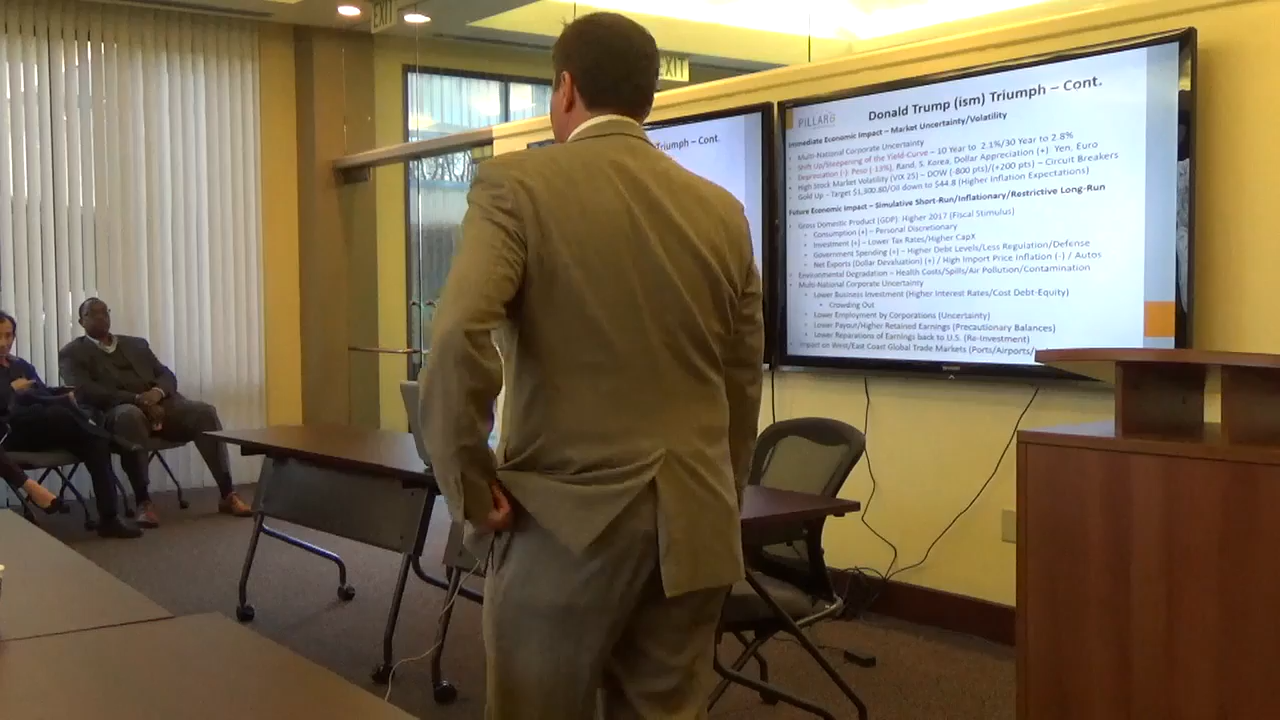 EXIT
EXIT
Triumph – Cont.
PILLAR6
Donald Trump (ism) Triumph – Cont.
Immediate Economic Impact – Market Uncertainty/Volatility
Multi-National Corporate Uncertainty
Shift Up/Steepening of the Yield-Curve – 10 Year to 2.1%/30 Year to 2.8%
Depreciation (-): Peso (-13%), Rand, S. Korea, Dollar Appreciation (+): Yen, Euro
High Stock Market Volatility (VIX 25) – DOW (-800 pts)/(+200 pts) – Circuit Breakers
Gold Up – Target $1,300.80/Oil down to $44.8 (Higher Inflation Expectations)
Future Economic Impact – Simulative Short-Run/Inflationary/Restrictive Long-Run
Gross Domestic Product (GDP): Higher 2017 (Fiscal Stimulus)
Consumption (+) – Personal Discretionary
Investment (+) – Lower Tax Rates/Higher CapX
Government Spending (+) – Higher Debt Levels/Less Regulation/Defense
Net Exports (Dollar Devaluation) (+) / High Import Price Inflation (-) / Autos
Environmental Degradation – Health Costs/Spills/Air Pollution/Contamination
Multi-National Corporate Uncertainty
Lower Business Investment (Higher Interest Rates/Cost Debt-Equity)
Crowding Out
Lower Employment by Corporations (Uncertainty)
Lower Payout/Higher Retained Earnings (Precautionary Balances)
Lower Reparations of Earnings back to U.S. (Re-Investment)
Impact on West/East Coast Global Trade Markets (Ports/Airports/